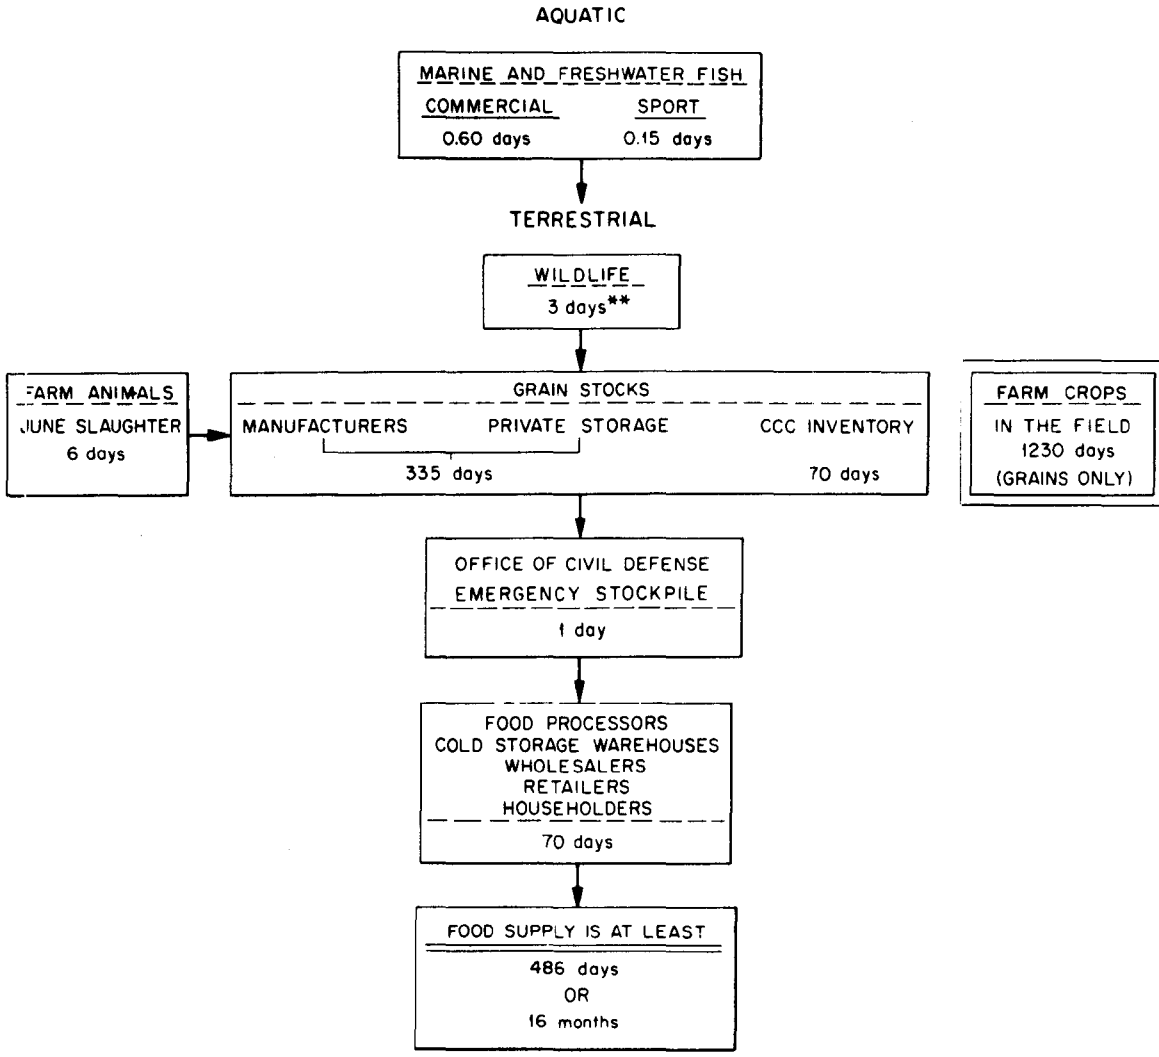 AQUATIC
MARINE AND FRESHWATER FISH
COMMERCIAL SPORT
0.60 days 0.15 days
TERRESTRIAL
WILDLIFE
3 days**
FARM ANIMALS
JUNE SLAUGHTER
6 days
GRAIN STOCKS
MANUFACTURERS PRIVATE STORAGE CCC INVENTORY
335 days 70 days
FARM CROPS
IN THE FIELD
1230 days
(GRAINS ONLY)
OFFICE OF CIVIL DEFENSE
EMERGENCY STOCKPILE
1 day
FOOD PROCESSORS
COLD STORAGE WAREHOUSES
WHOLESALERS
RETAILERS
HOUSEHOLDERS
70 days
FOOD SUPPLY IS AT LEAST
486 days
OR
16 months